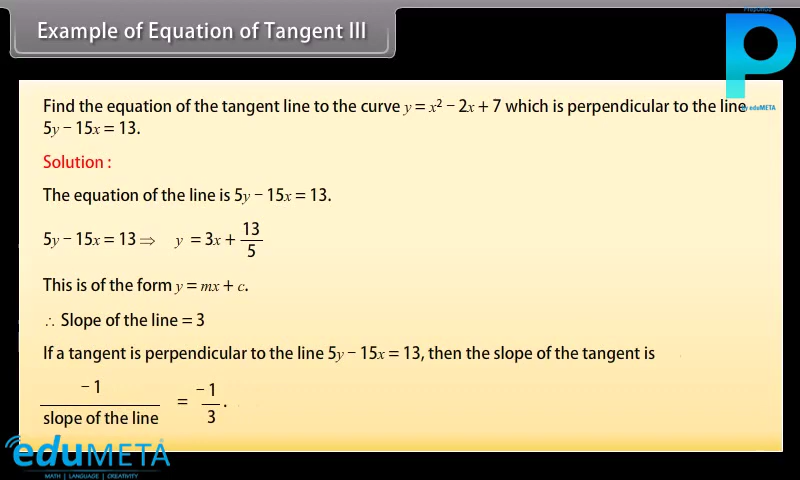 Example of Equation of Tangent III
Preponds
P
By eduMETA
Find the equation of the tangent line to the curve y = x² − 2x + 7 which is perpendicular to the line
5y − 15x = 13.
Solution :
The equation of the line is 5y − 15x = 13.
5y − 15x = 13 ⇒ y = 3x + 13/5
This is of the form y = mx + c.
∴ Slope of the line = 3
If a tangent is perpendicular to the line 5y − 15x = 13, then the slope of the tangent is
−1/slope of the line = −1/3.
eduMETA
MATH | LANGUAGE | CREATIVITY